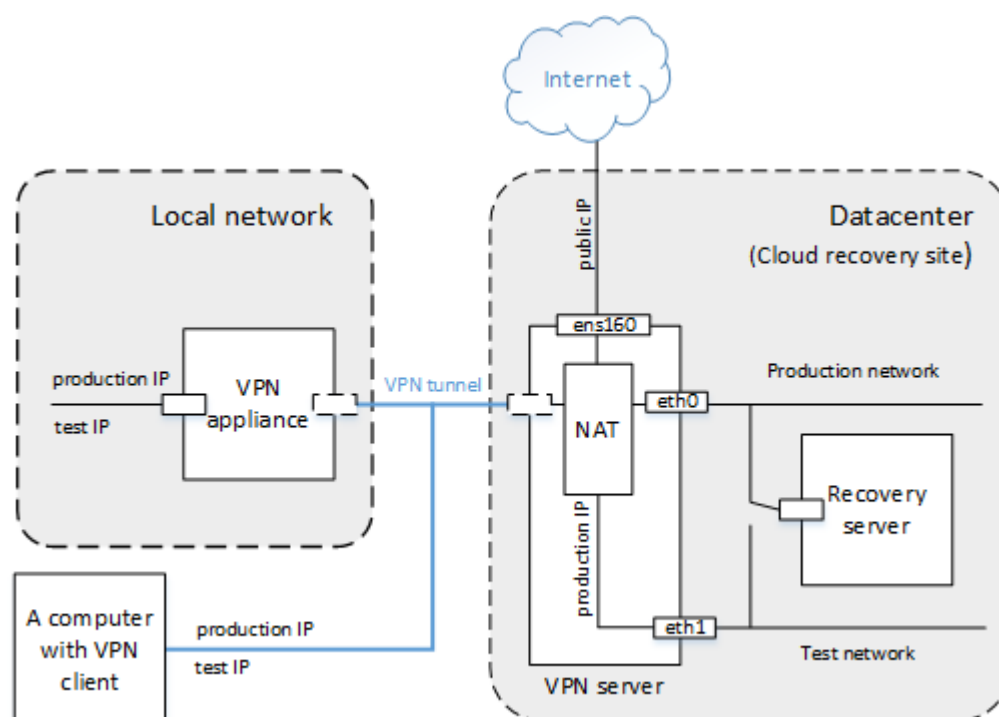 Internet
Local network
Datacenter
(Cloud recovery site)
public IP
ens160
production IP
test IP
VPN
appliance
VPN tunnel
NAT
eth0
Production network
Recovery
server
production IP
eth1
Test network
VPN server
A computer
with VPN
client
production IP
test IP